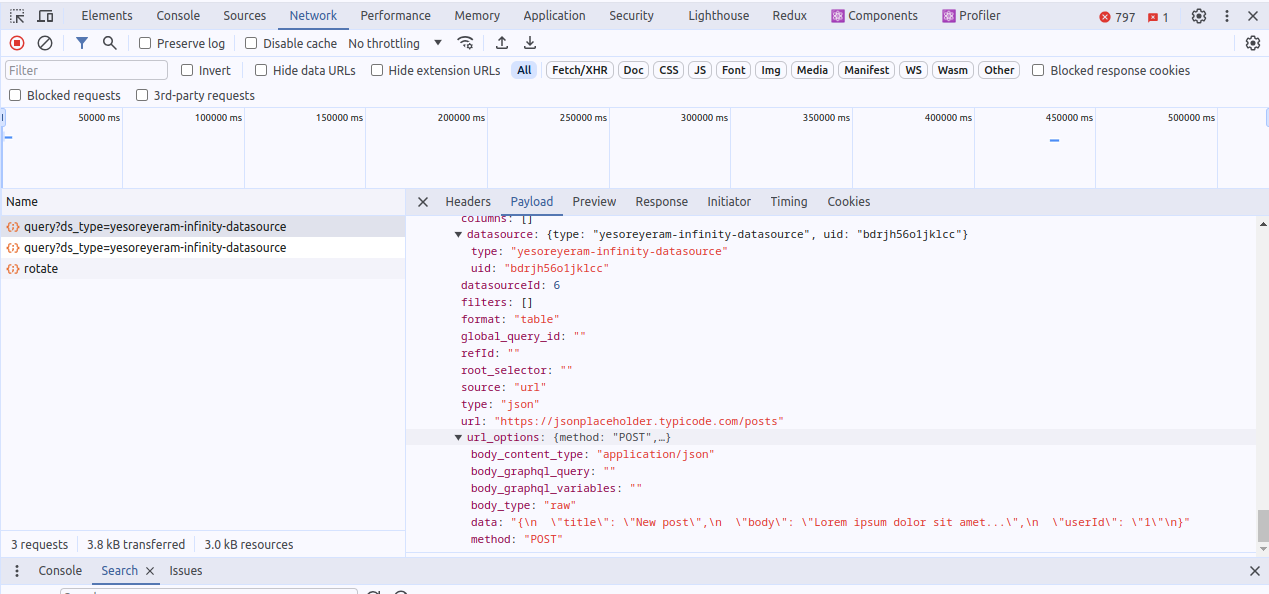 Elements Console Sources Network Performance Memory Application Security Lighthouse Redux Components Profiler 797 1
Preserve log Disable cache No throttling
Filter Invert Hide data URLs Hide extension URLs All Fetch/XHR Doc CSS JS Font Img Media Manifest WS Wasm Other Blocked response cookies
Blocked requests 3rd-party requests
50000 ms 100000 ms 150000 ms 200000 ms 250000 ms 300000 ms 350000 ms 400000 ms 450000 ms 500000 ms
Name
query?ds_type=yesoreyeram-infinity-datasource
query?ds_type=yesoreyeram-infinity-datasource
rotate
Headers Payload Preview Response Initiator Timing Cookies
columns: []
datasource: {type: "yesoreyeram-infinity-datasource", uid: "bdrjh56o1jk1cc"}
type: "yesoreyeram-infinity-datasource"
uid: "bdrjh56o1jk1cc"
datasourceId: 6
filters: []
format: "table"
global_query_id: ""
refId: ""
root_selector: ""
source: "url"
type: "json"
url: "https://jsonplaceholder.typicode.com/posts"
url_options: {method: "POST",…}
body_content_type: "application/json"
body_graphql_query: ""
body_graphql_variables: ""
body_type: "raw"
data: "{\n  \"title\": \"New post\",\n  \"body\": \"Lorem ipsum dolor sit amet...\",\n  \"userId\": \"1\"\n}"
method: "POST"
3 requests 3.8 kB transferred 3.0 kB resources
Console Search Issues